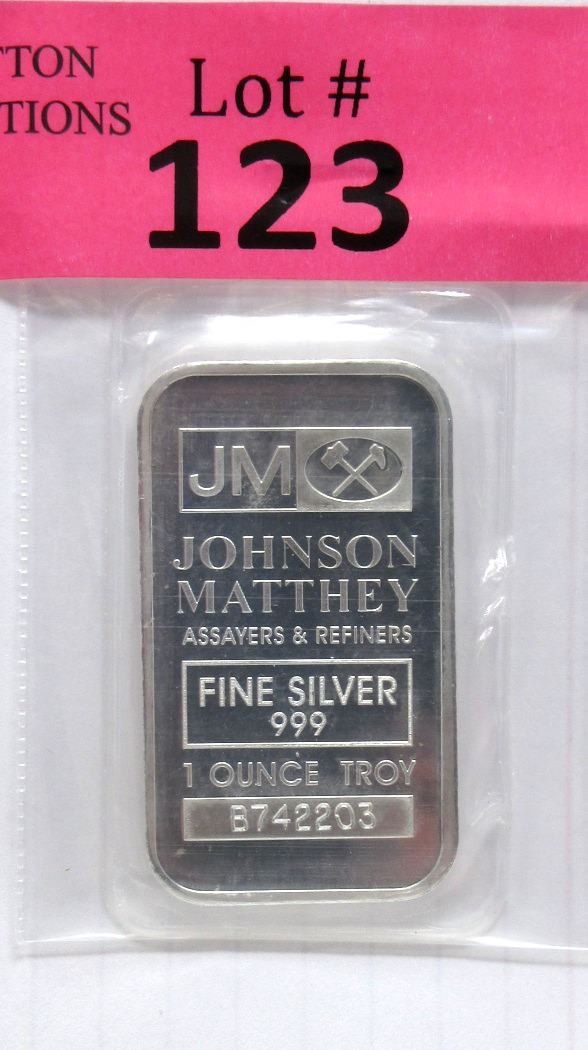 TTON
TIONS
Lot #
123
JM
JOHNSON
MATTHEY
ASSAYERS & REFINERS
FINE SILVER
999
1 OUNCE TROY
B742203